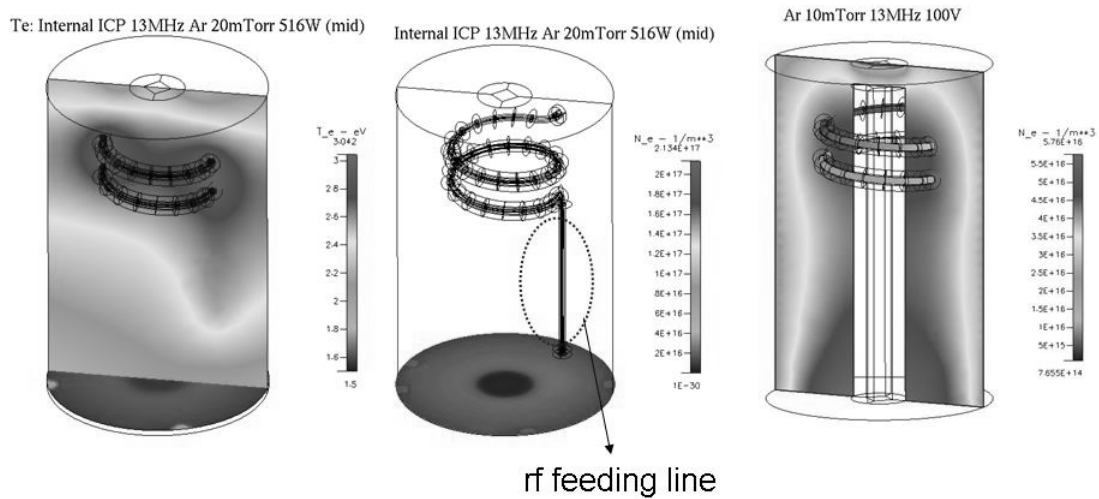 Te: Internal ICP 13MHz Ar 20mTorr 516W (mid)
Internal ICP 13MHz Ar 20mTorr 516W (mid)
Ar 10mTorr 13MHz 100V
T_e - eV
3.042
3
2.8
2.6
2.4
2.2
2
1.8
1.6
1.5
N_e - 1/m**3
2.134E+17
2E+17
1.8E+17
1.6E+17
1.4E+17
1.2E+17
1E+17
8E+16
6E+16
4E+16
2E+16
1E-30
N_e - 1/m**3
5.76E+16
5.5E+16
5E+16
4.5E+16
4E+16
3.5E+16
3E+16
2.5E+16
2E+16
1.5E+16
1E+16
5E+15
7.655E+14
rf feeding line